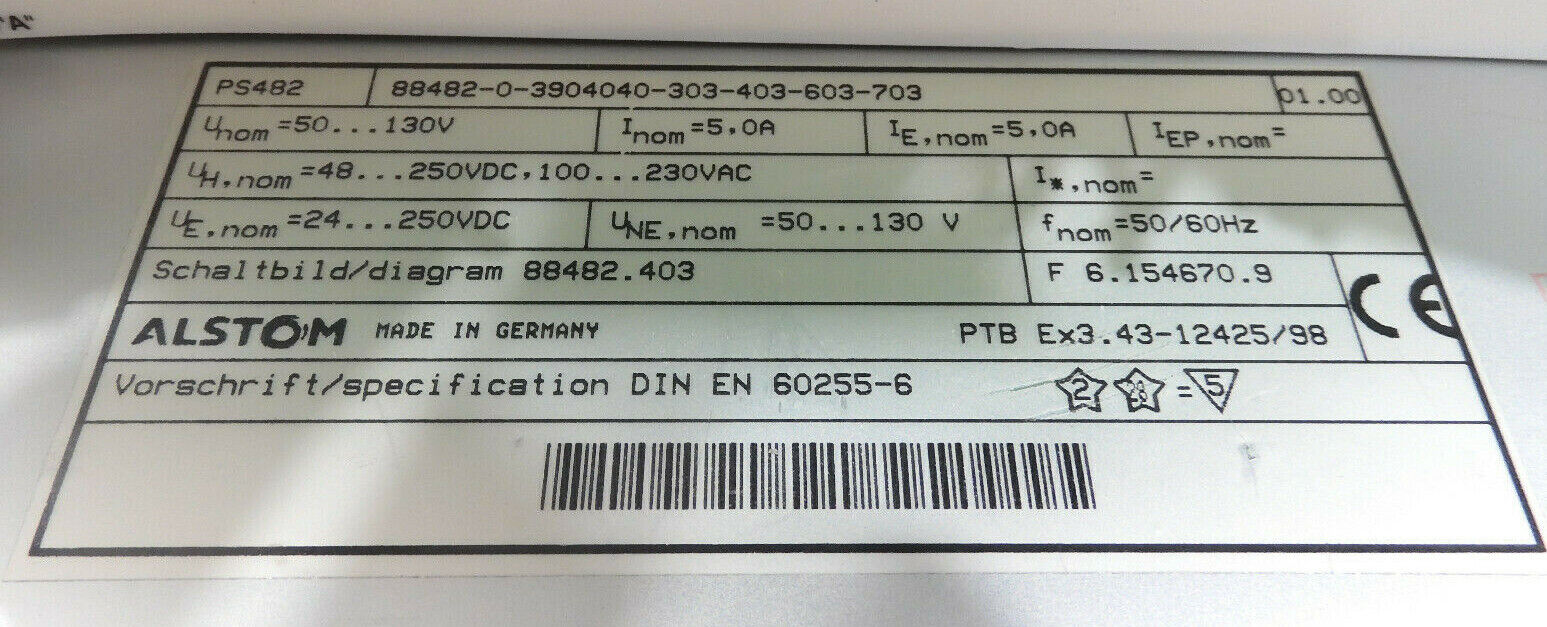 A"
PS482 88482-0-3904040-303-403-603-703 01.00
Unom=50...130V Inom=5,0A IE,nom=5,0A IEP,nom=
UH,nom=48...250VDC,100...230VAC I*,nom=
UE,nom=24...250VDC UNE,nom =50...130 V fnom=50/60Hz
Schaltbild/diagram 88482.403 F 6.154670.9 CE
ALSTOM MADE IN GERMANY PTB Ex3.43-12425/98
Vorschrift/specification DIN EN 60255-6 2 = 5